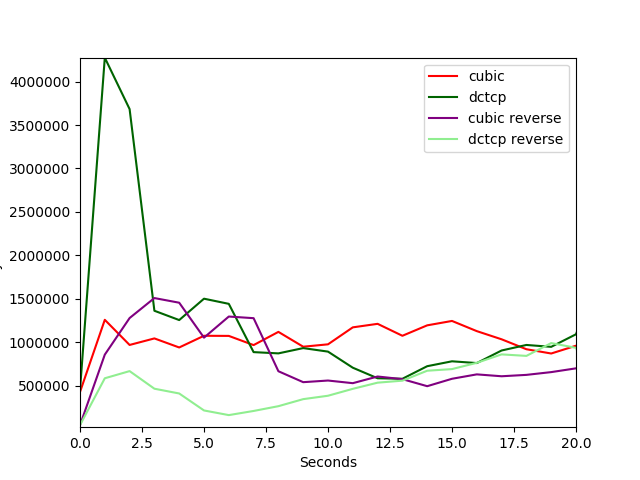 4000000
3500000
3000000
2500000
2000000
1500000
1000000
500000
0.0 2.5 5.0 7.5 10.0 12.5 15.0 17.5 20.0
Seconds
cubic
dctcp
cubic reverse
dctcp reverse